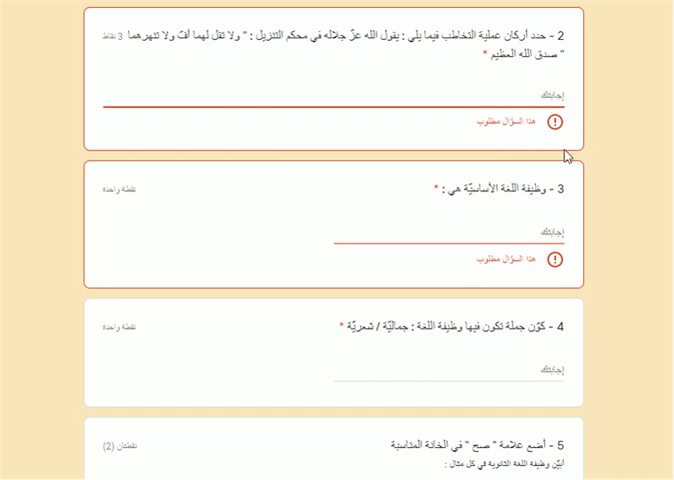 2 - حدد أركان عملية التخاطب فيما يلي : يقول الله عزّ جلاله في محكم التنزيل : " ولا تقل لهما أفّ ولا تنهرهما
3 نقاط
" صدق الله العظيم *
إجابتك
هذا السؤال مطلوب
3 - وظيفة اللغة الأساسيّة هي : *
نقطة واحدة
إجابتك
هذا السؤال مطلوب
4 - كوّن جملة تكون فيها وظيفة اللغة : جماليّة / شعريّة *
نقطة واحدة
إجابتك
5 - أضع علامة " صح " في الخانة المناسبة
نقطتان (2)
أبيّن وظيفة اللغة الثانوية في كل مثال :